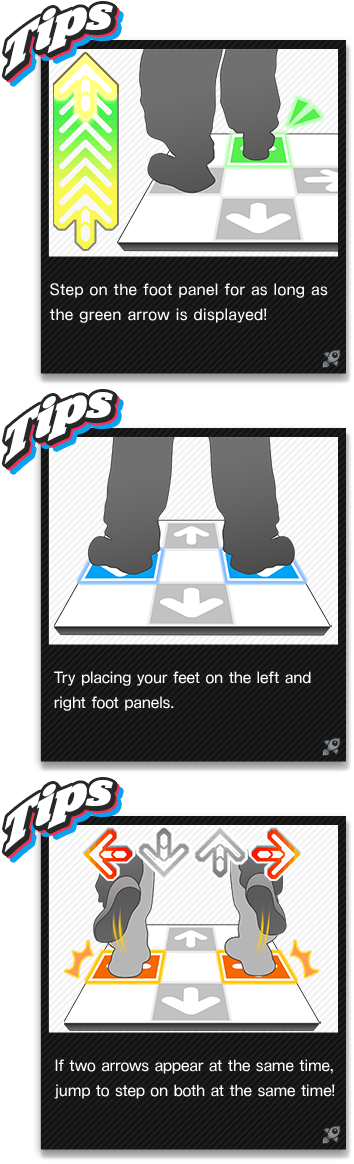 Tips
Step on the foot panel for as long as
the green arrow is displayed!
Tips
Try placing your feet on the left and
right foot panels.
Tips
If two arrows appear at the same time,
jump to step on both at the same time!